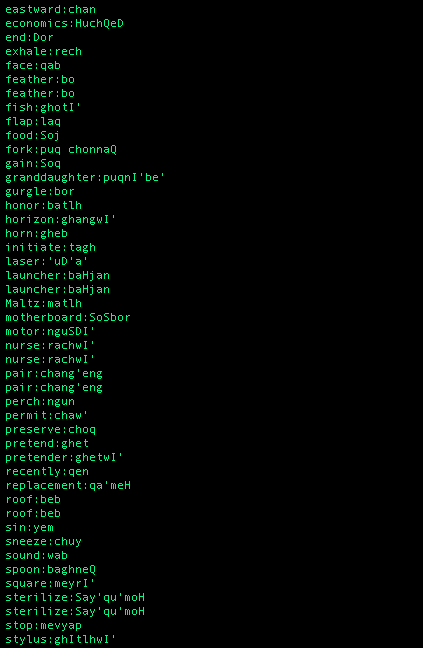 eastward:chan
economics:HuchQeD
end:Dor
exhale:rech
face:qab
feather:bo
feather:bo
fish:ghotI'
flap:laq
food:Soj
fork:puq chonnaQ
gain:Soq
granddaughter:puqnI'be'
gurgle:bor
honor:batlh
horizon:ghangwI'
horn:gheb
initiate:tagh
laser:'uD'a'
launcher:baHjan
launcher:baHjan
Maltz:matlh
motherboard:SoSbor
motor:nguSDI'
nurse:rachwI'
nurse:rachwI'
pair:chang'eng
pair:chang'eng
perch:ngun
permit:chaw'
preserve:choq
pretend:ghet
pretender:ghetwI'
recently:qen
replacement:qa'meH
roof:beb
roof:beb
sin:yem
sneeze:chuy
sound:wab
spoon:baghneQ
square:meyrI'
sterilize:Say'qu'moH
sterilize:Say'qu'moH
stop:mevyap
stylus:ghItlhwI'